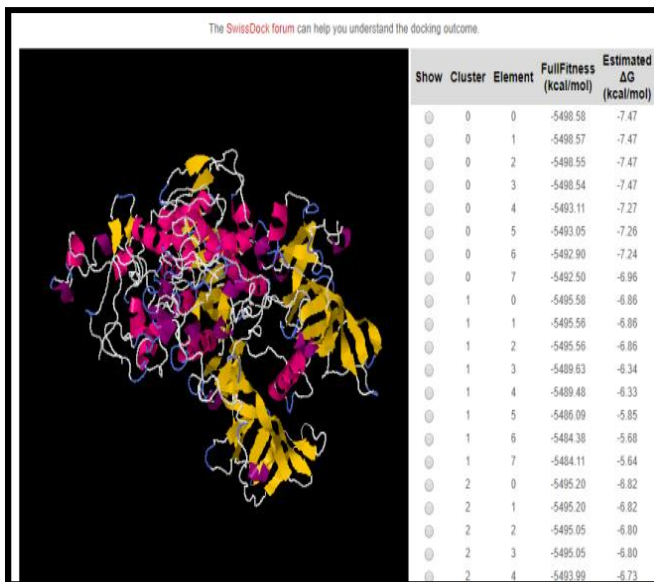 The SwissDock forum can help you understand the docking outcome.
Show Cluster Element FullFitness (kcal/mol) Estimated ΔG (kcal/mol)
0 0 -5498.58 -7.47
0 1 -5498.57 -7.47
0 2 -5498.55 -7.47
0 3 -5498.54 -7.47
0 4 -5493.11 -7.27
0 5 -5493.05 -7.26
0 6 -5492.90 -7.24
0 7 -5492.50 -6.96
1 0 -5495.58 -6.86
1 1 -5495.56 -6.86
1 2 -5495.56 -6.86
1 3 -5489.63 -6.34
1 4 -5489.48 -6.33
1 5 -5486.09 -5.85
1 6 -5484.38 -5.68
1 7 -5484.11 -5.64
2 0 -5495.20 -6.82
2 1 -5495.20 -6.82
2 2 -5495.05 -6.80
2 3 -5495.05 -6.80
2 4 -5493.99 -6.73